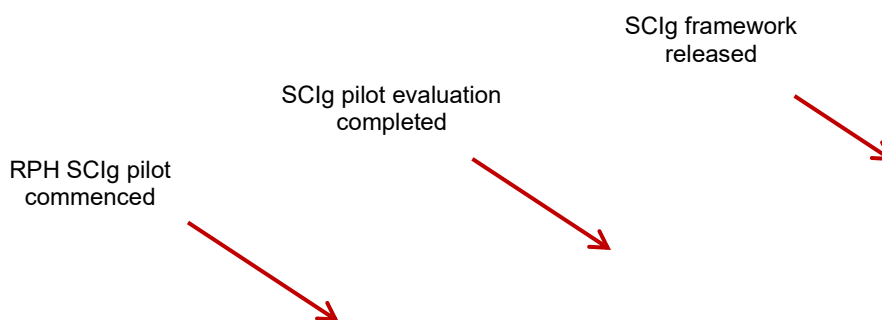 SCIg framework
released
SCIg pilot evaluation
completed
RPH SCIg pilot
commenced